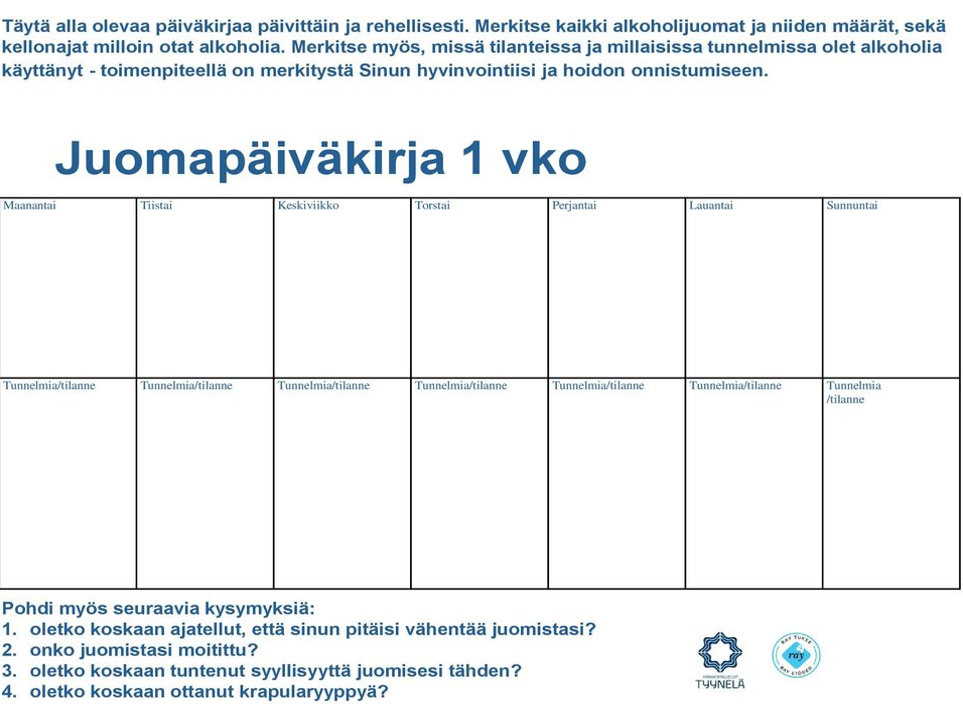 Täytä alla olevaa päiväkirjaa päivittäin ja rehellisesti. Merkitse kaikki alkoholijuomat ja niiden määrät, sekä
kellonajat milloin otat alkoholia. Merkitse myös, missä tilanteissa ja millaisissa tunnelmissa olet alkoholia
käyttänyt - toimenpiteellä on merkitystä Sinun hyvinvointiisi ja hoidon onnistumiseen.
Juomapäiväkirja 1 vko
Maanantai Tiistai Keskiviikko Torstai Perjantai Lauantai Sunnuntai
Tunnelmia/tilanne Tunnelmia/tilanne Tunnelmia/tilanne Tunnelmia/tilanne Tunnelmia/tilanne Tunnelmia/tilanne Tunnelmia
/tilanne
Pohdi myös seuraavia kysymyksiä:
1. oletko koskaan ajatellut, että sinun pitäisi vähentää juomistasi?
2. onko juomistasi moitittu?
3. oletko koskaan tuntenut syyllisyyttä juomisesi tähden?
4. oletko koskaan ottanut krapularyyppyä?
TYYNELÄ
RAY TUKEE
ray
RAY STÖDER